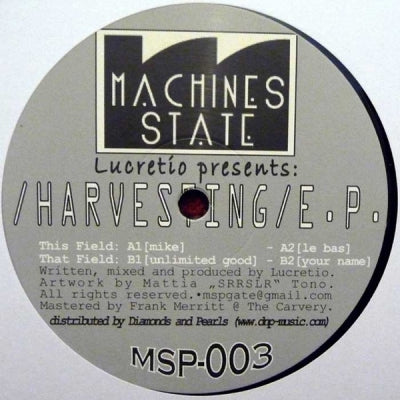 MACHINES
STATE
Lucretio presents:
/HARVESTING/E.P.
This Field: A1[mike] - A2[le bas]
That Field: B1[unlimited good] - B2[your name]
Written, mixed and produced by Lucretio.
Artwork by Mattia „SRRSLR" Tono.
All rights reserved.•mspgate@gmail.com
Mastered by Frank Merritt @ The Carvery.
distributed by Diamonds and Pearls (www.dnp-music.com)
MSP-003